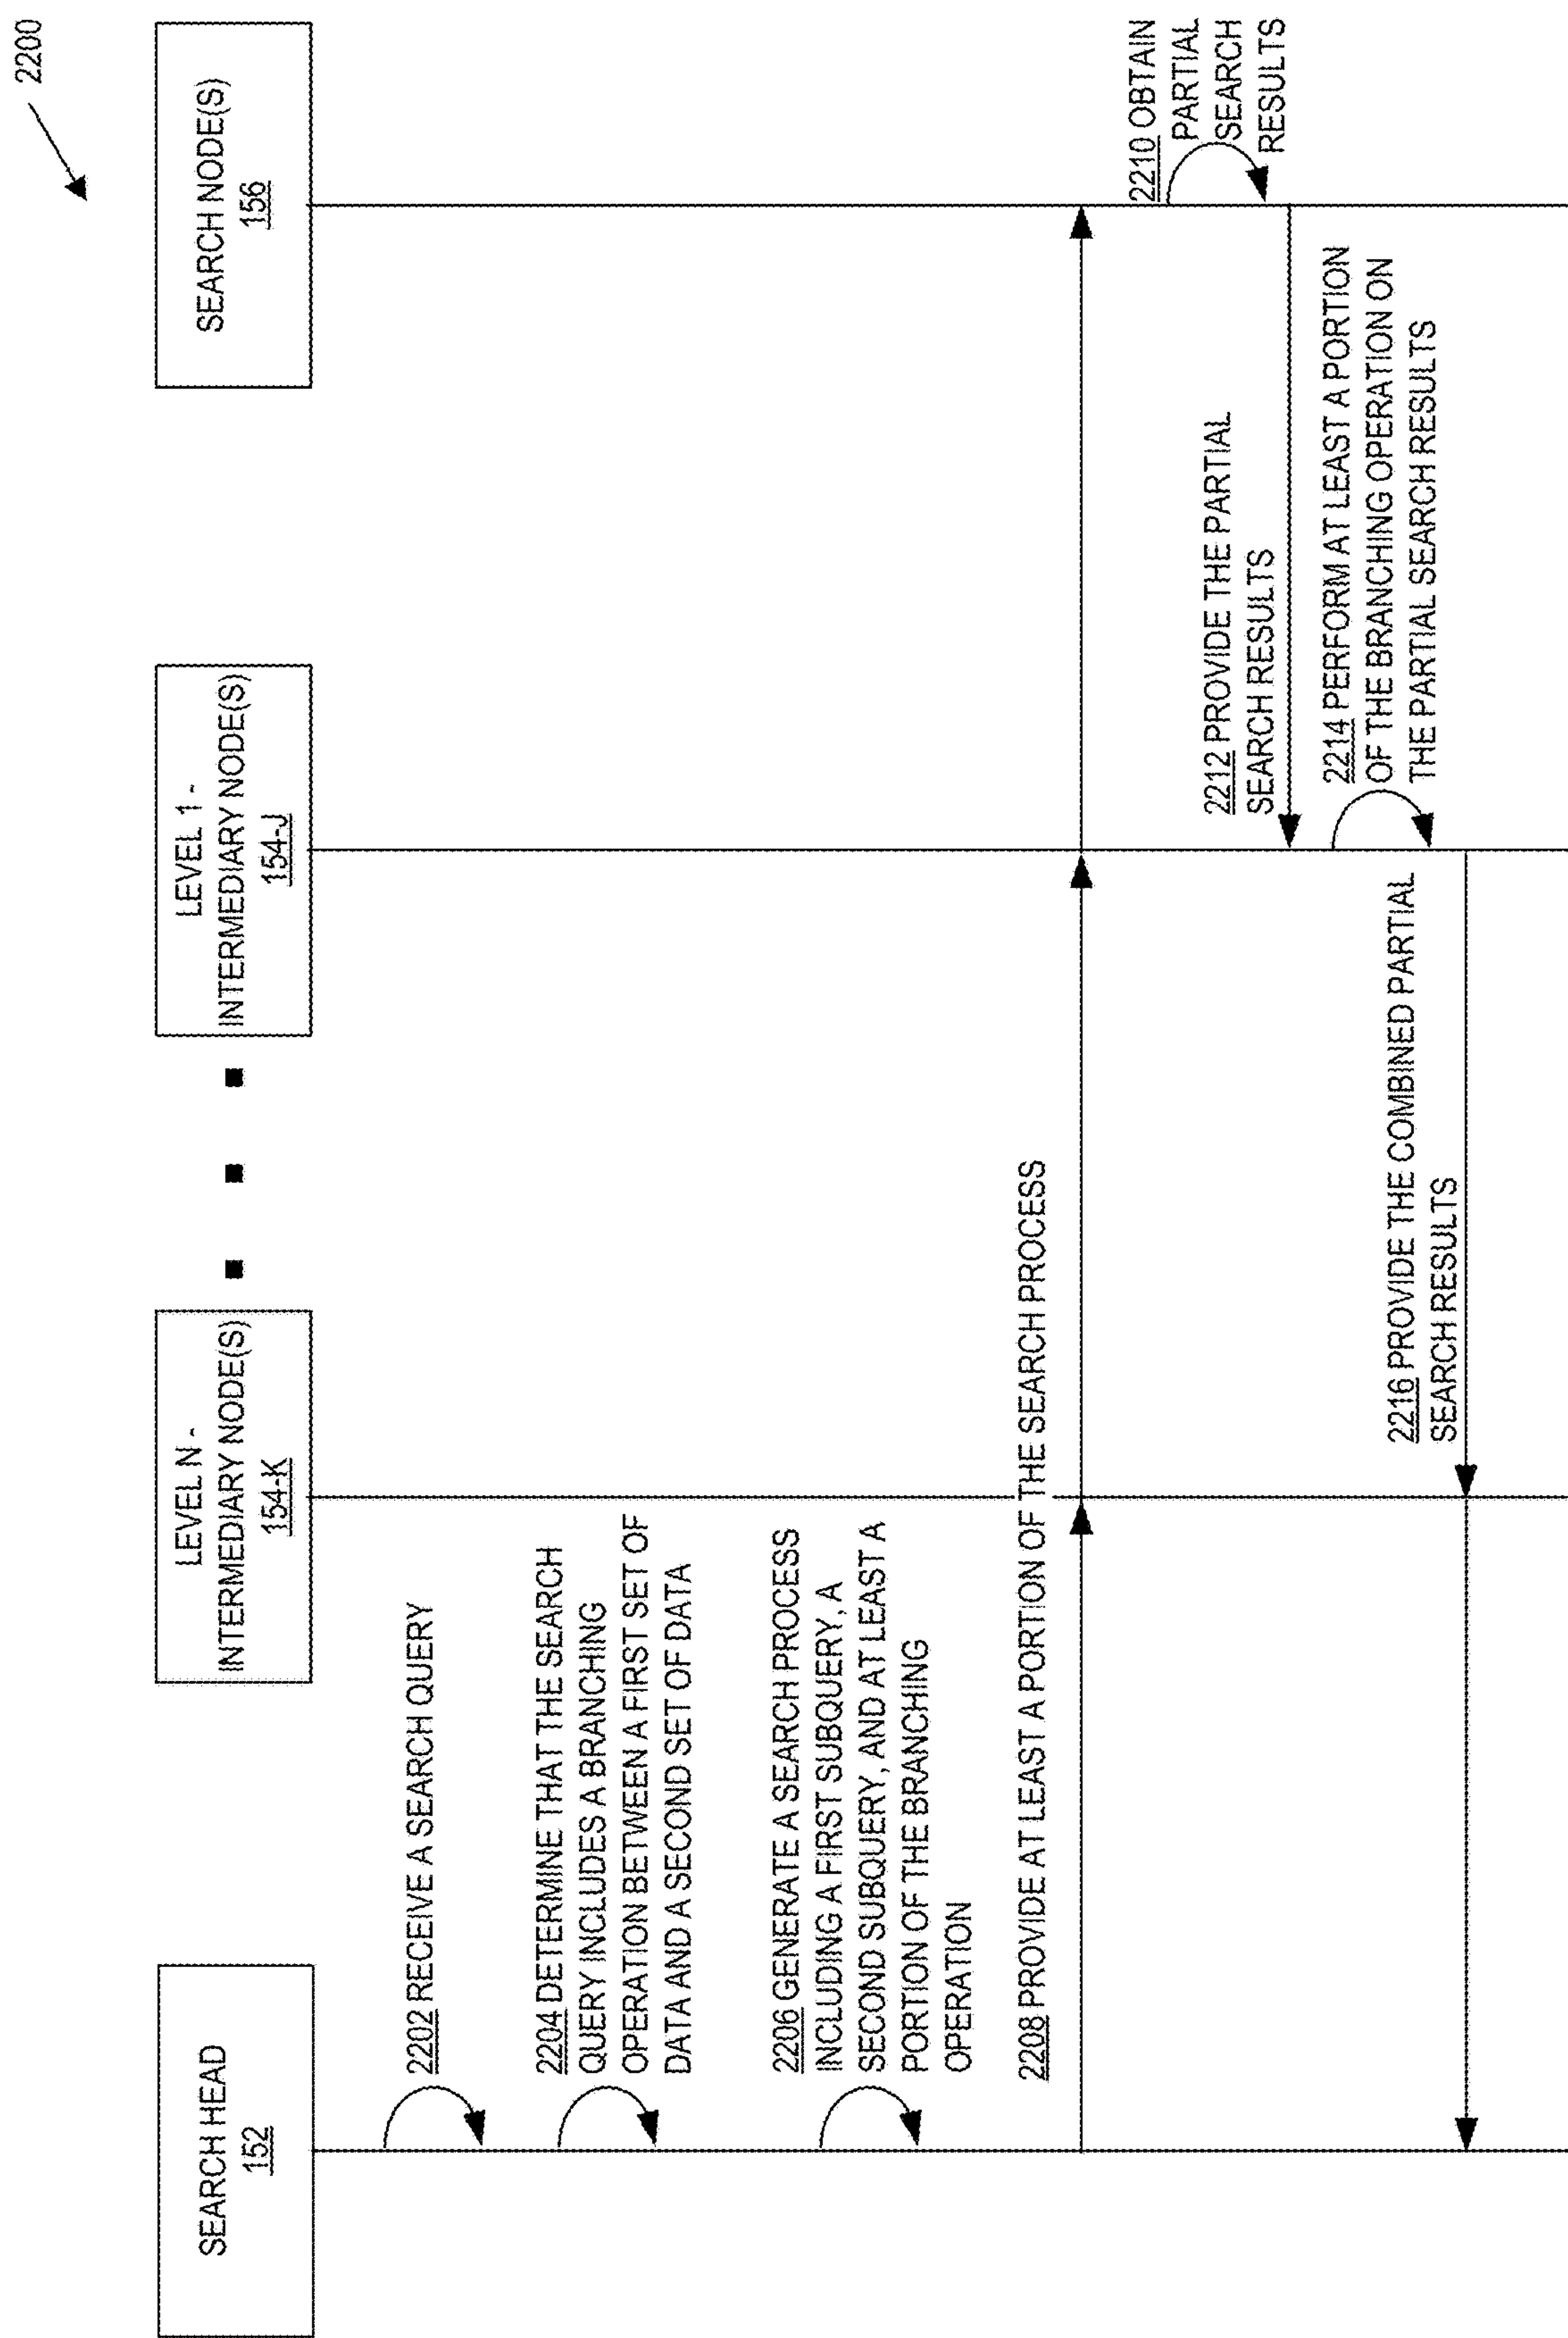 2200
SEARCH HEAD
152
LEVEL N -
INTERMEDIARY NODE(S)
154-K
LEVEL 1 -
INTERMEDIARY NODE(S)
154-J
SEARCH NODE(S)
156
2202 RECEIVE A SEARCH QUERY
2204 DETERMINE THAT THE SEARCH
QUERY INCLUDES A BRANCHING
OPERATION BETWEEN A FIRST SET OF
DATA AND A SECOND SET OF DATA
2206 GENERATE A SEARCH PROCESS
INCLUDING A FIRST SUBQUERY, A
SECOND SUBQUERY, AND AT LEAST A
PORTION OF THE BRANCHING
OPERATION
2208 PROVIDE AT LEAST A PORTION OF THE SEARCH PROCESS
2210 OBTAIN
PARTIAL
SEARCH
RESULTS
2212 PROVIDE THE PARTIAL
SEARCH RESULTS
2214 PERFORM AT LEAST A PORTION
OF THE BRANCHING OPERATION ON
THE PARTIAL SEARCH RESULTS
2216 PROVIDE THE COMBINED PARTIAL
SEARCH RESULTS